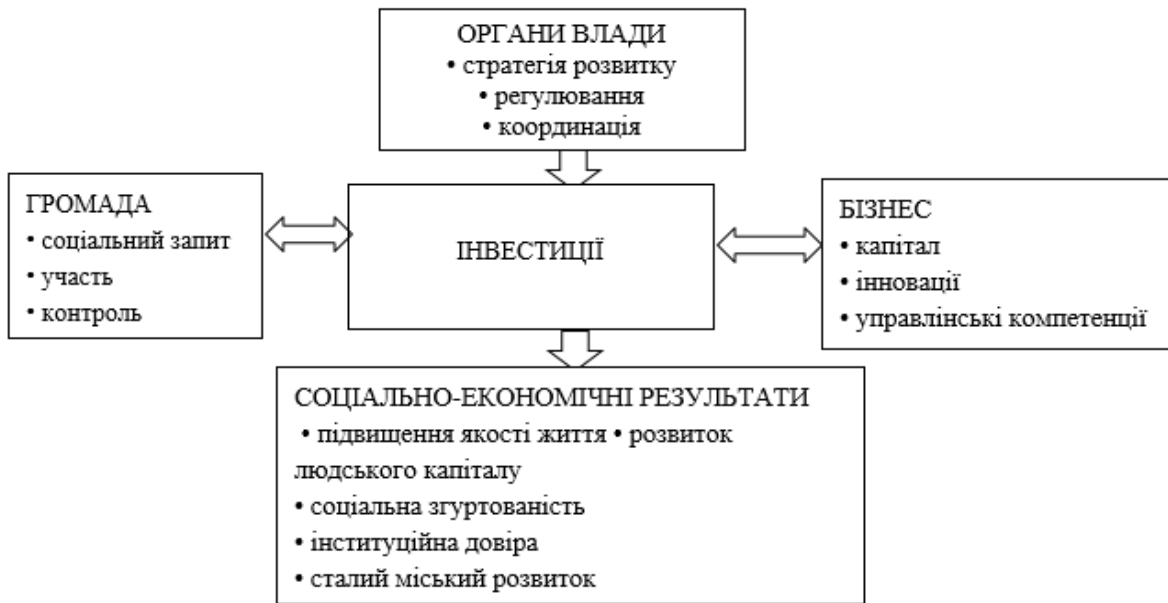 ОРГАНИ ВЛАДИ
• стратегія розвитку
• регулювання
• координація
ГРОМАДА
• соціальний запит
• участь
• контроль
ІНВЕСТИЦІЇ
БІЗНЕС
• капітал
• інновації
• управлінські компетенції
СОЦІАЛЬНО-ЕКОНОМІЧНІ РЕЗУЛЬТАТИ
• підвищення якості життя • розвиток
людського капіталу
• соціальна згуртованість
• інституційна довіра
• сталий міський розвиток